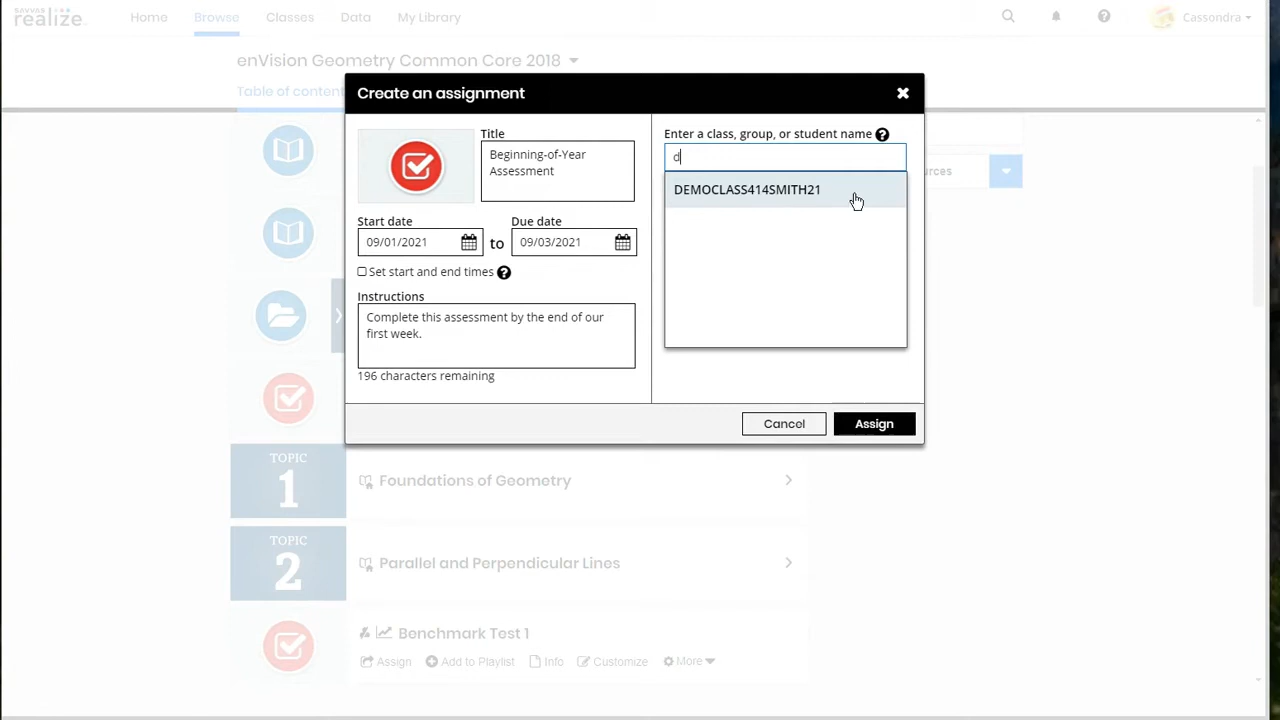 SAVVAS
realize.
Home
Browse
Classes
Data
My Library
Cassondra
enVision Geometry Common Core 2018
Table of content
Create an assignment
Title
Beginning-of-Year
Assessment
Start date
Due date
09/01/2021
to
09/03/2021
Set start and end times
Instructions
Complete this assessment by the end of our
first week.
196 characters remaining
Enter a class, group, or student name
d
DEMOCLASS414SMITH21
Cancel
Assign
TOPIC
1
Foundations of Geometry
TOPIC
2
Parallel and Perpendicular Lines
Benchmark Test 1
Assign
Add to Playlist
Info
Customize
More